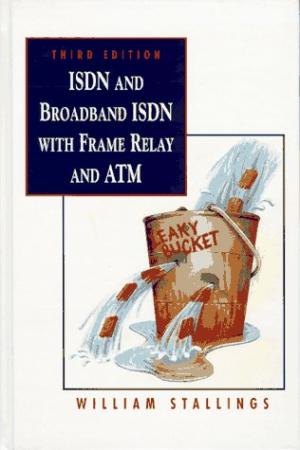 THIRD EDITION
ISDN AND
BROADBAND ISDN
WITH FRAME RELAY
AND ATM
LEAKY
BUCKET
WILLIAM STALLINGS